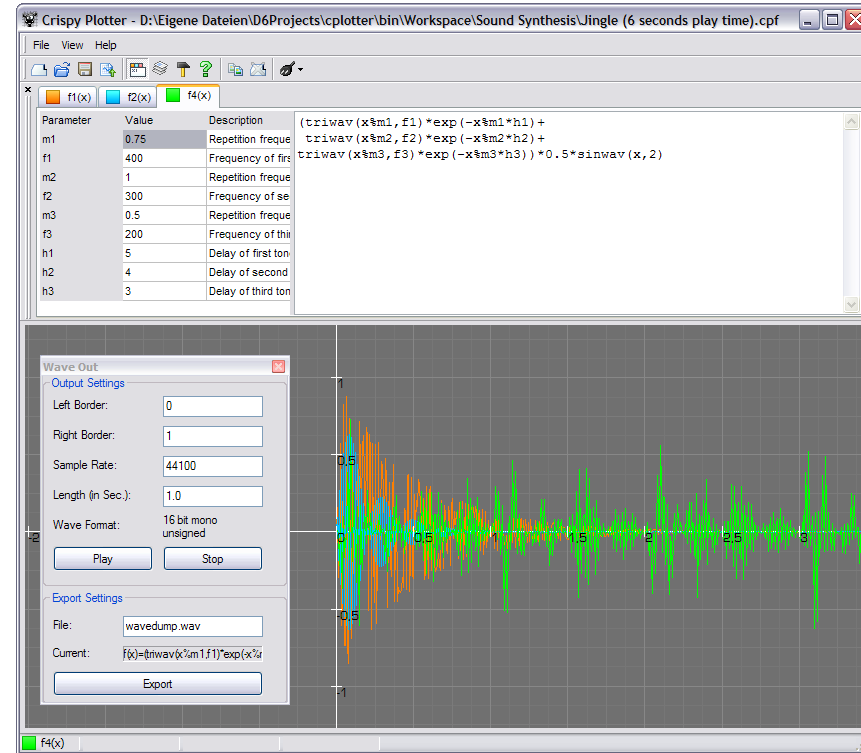 Crispy Plotter - D:\Eigene Dateien\D6Projects\cplotter\bin\Workspace\Sound Synthesis\Jingle (6 seconds play time).cpf
File View Help
f1(x) f2(x) f4(x)
Parameter Value Description
m1 0.75 Repetition freque
f1 400 Frequency of firs
m2 1 Repetition freque
f2 300 Frequency of se
m3 0.5 Repetition freque
f3 200 Frequency of thir
h1 5 Delay of first ton
h2 4 Delay of second
h3 3 Delay of third ton
(triwav(x%m1,f1)*exp(-x%m1*h1)+
triwav(x%m2,f2)*exp(-x%m2*h2)+
triwav(x%m3,f3)*exp(-x%m3*h3))*0.5*sinwav(x,2)
Wave Out
Output Settings
Left Border: 0
Right Border: 1
Sample Rate: 44100
Length (in Sec.): 1.0
Wave Format: 16 bit mono
unsigned
Play Stop
Export Settings
File: wavedump.wav
Current: f(x)=(triwav(x%m1,f1)*exp(-x%m
Export
1
0,5
-2 0 0,5 1 1,5 2 2,5 3
-0,5
-1
f4(x)